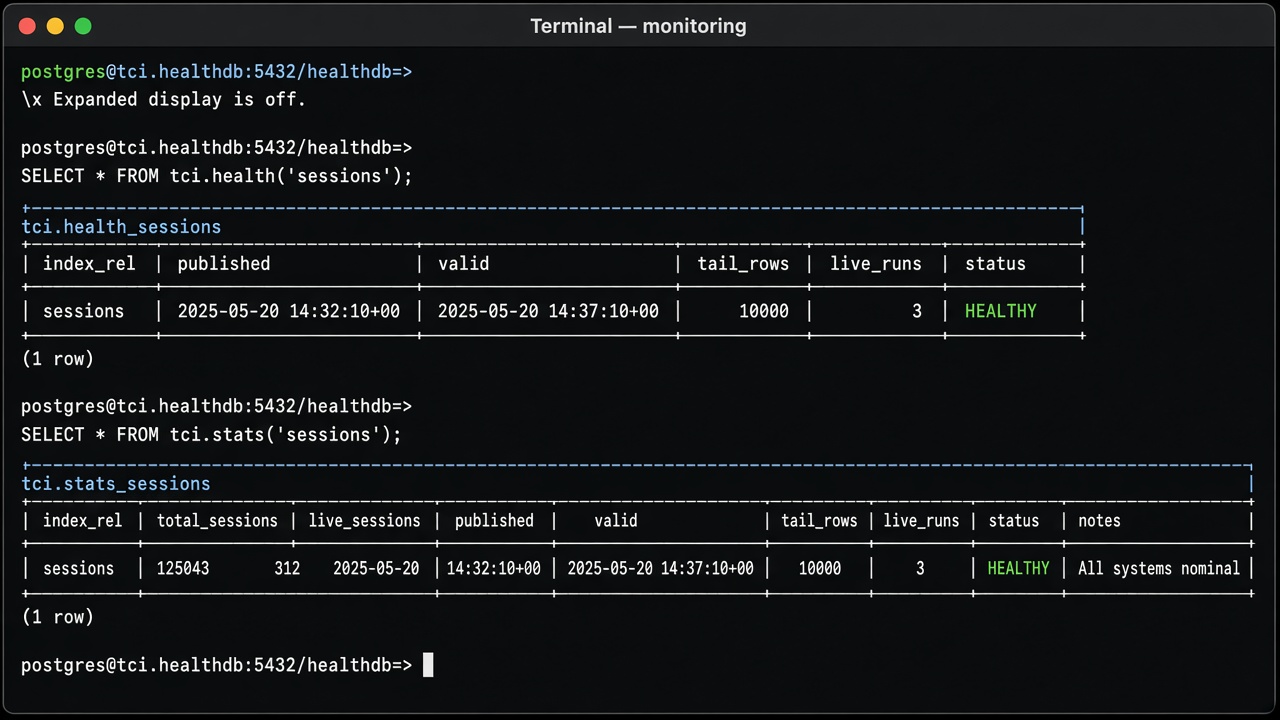 Terminal — monitoring
postgres@tci.healthdb:5432/healthdb=>
\x Expanded display is off.
postgres@tci.healthdb:5432/healthdb=>
SELECT * FROM tci.health('sessions');
tci.health_sessions
| index_rel | published | valid | tail_rows | live_runs | status |
| sessions | 2025-05-20 14:32:10+00 | 2025-05-20 14:37:10+00 | 10000 | 3 | HEALTHY |
(1 row)
postgres@tci.healthdb:5432/healthdb=>
SELECT * FROM tci.stats('sessions');
tci.stats_sessions
| index_rel | total_sessions | live_sessions | published | valid | tail_rows | live_runs | status | notes |
| sessions | 125043 312 2025-05-20 | 14:32:10+00 | 2025-05-20 14:37:10+00 | 10000 | 3 | HEALTHY | All systems nominal |
(1 row)
postgres@tci.healthdb:5432/healthdb=>